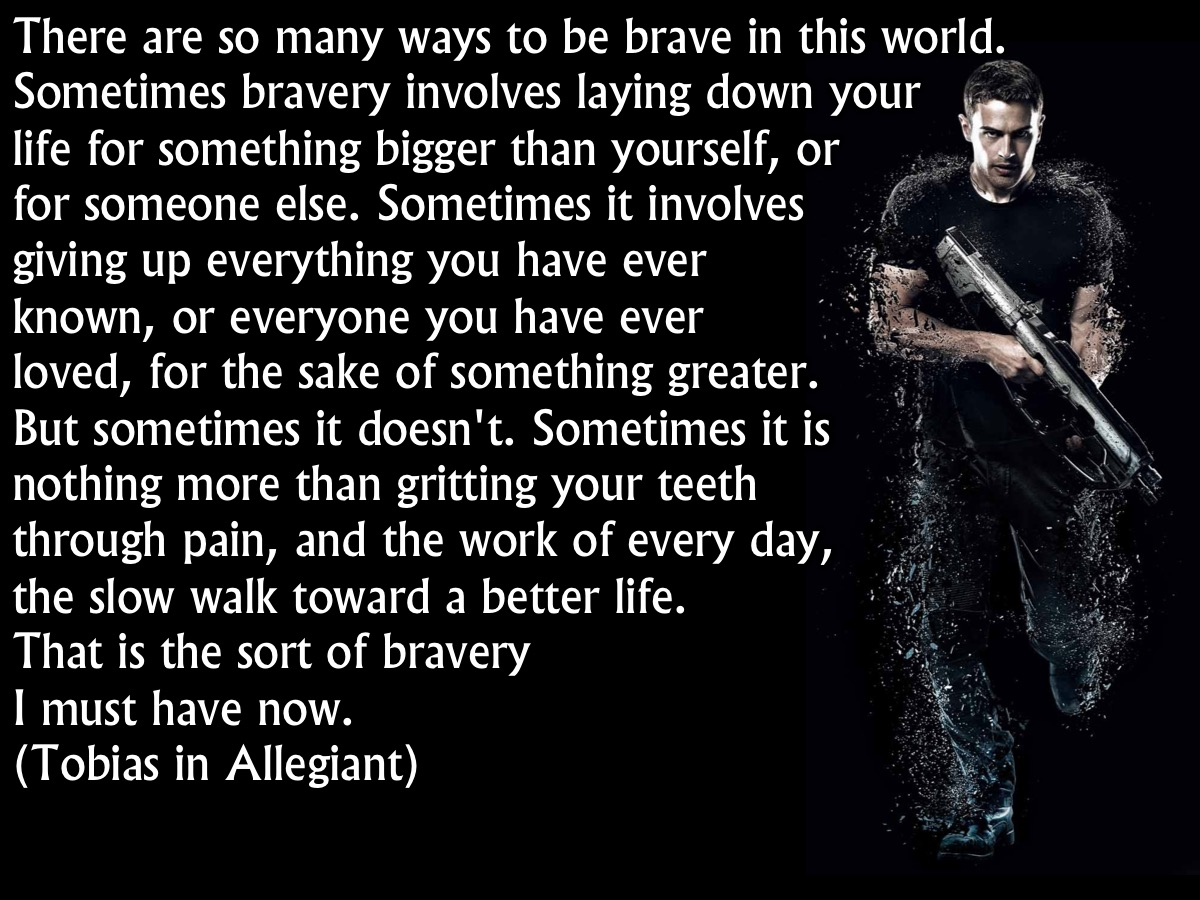 There are so many ways to be brave in this world.
Sometimes bravery involves laying down your
life for something bigger than yourself, or
for someone else. Sometimes it involves
giving up everything you have ever
known, or everyone you have ever
loved, for the sake of something greater.
But sometimes it doesn't. Sometimes it is
nothing more than gritting your teeth
through pain, and the work of every day,
the slow walk toward a better life.
That is the sort of bravery
I must have now.
(Tobias in Allegiant)